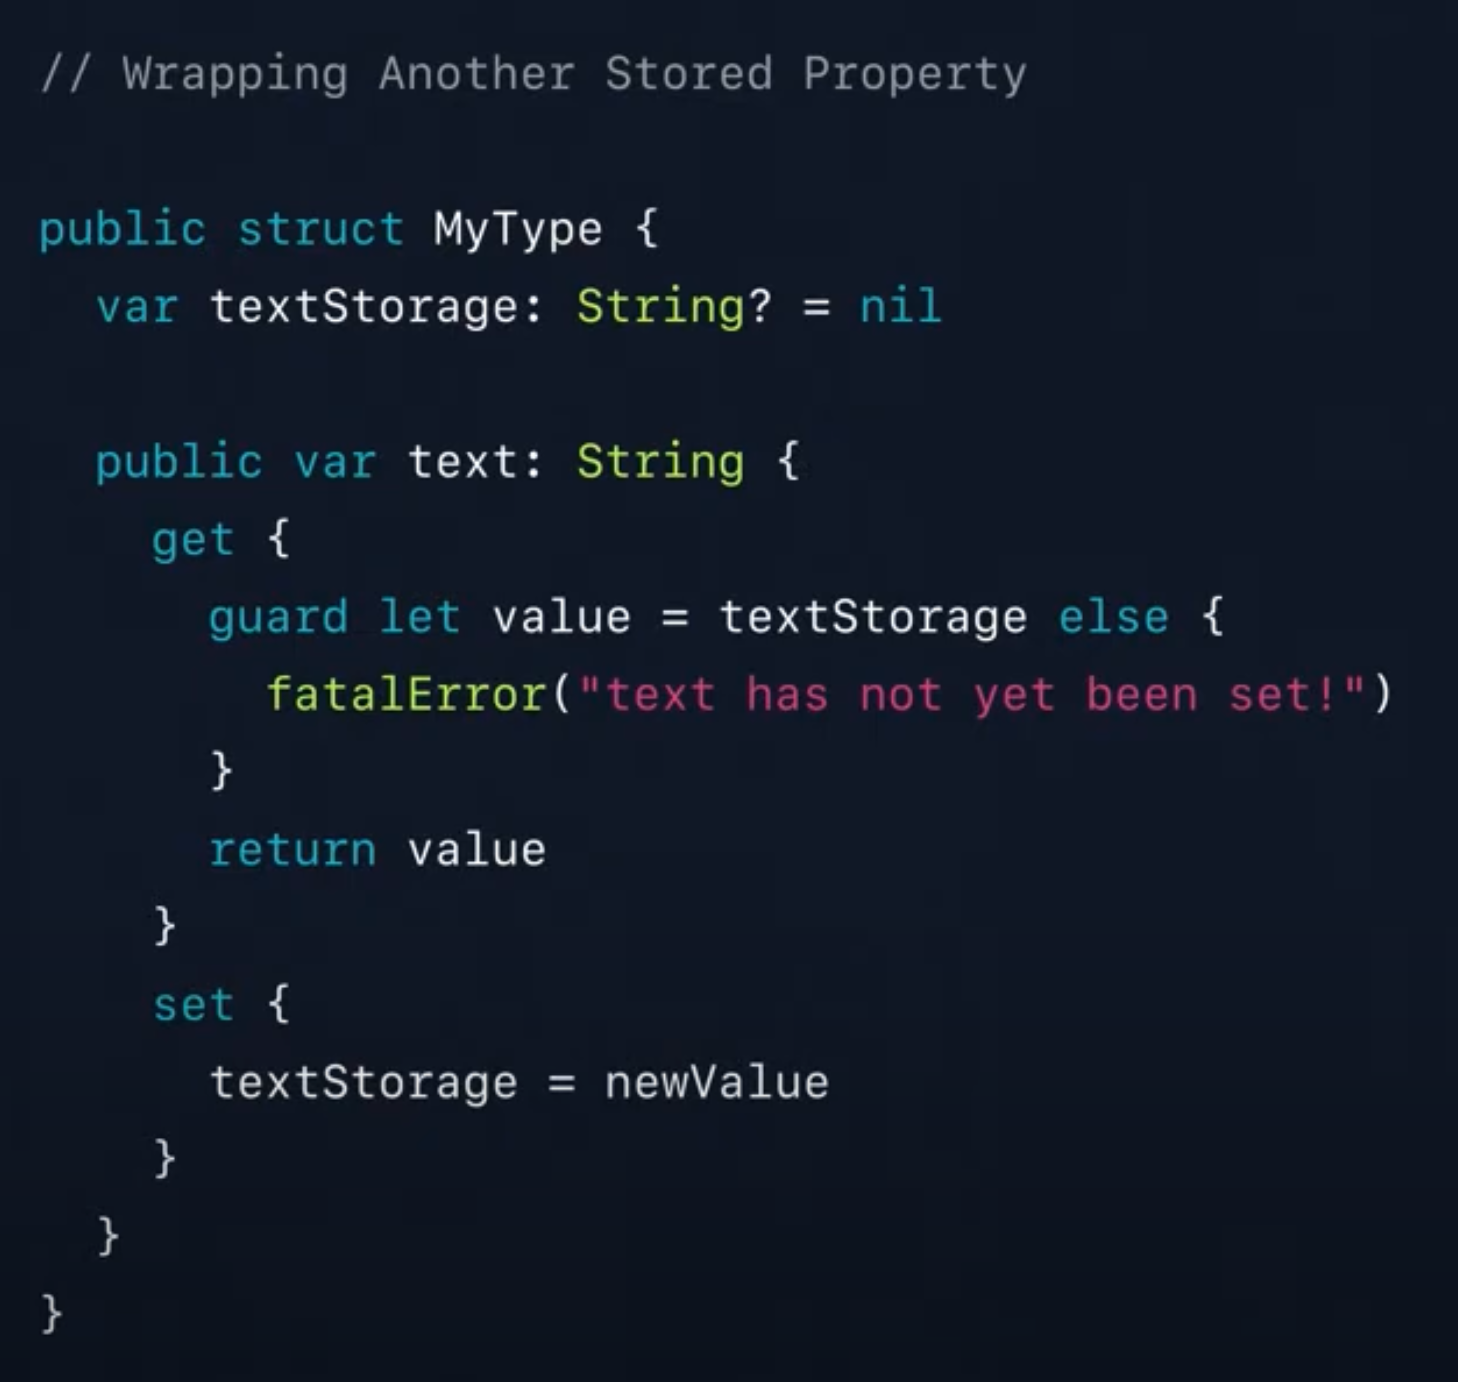 // Wrapping Another Stored Property
public struct MyType {
  var textStorage: String? = nil
  public var text: String {
    get {
      guard let value = textStorage else {
        fatalError("text has not yet been set!")
      }
      return value
    }
    set {
      textStorage = newValue
    }
  }
}